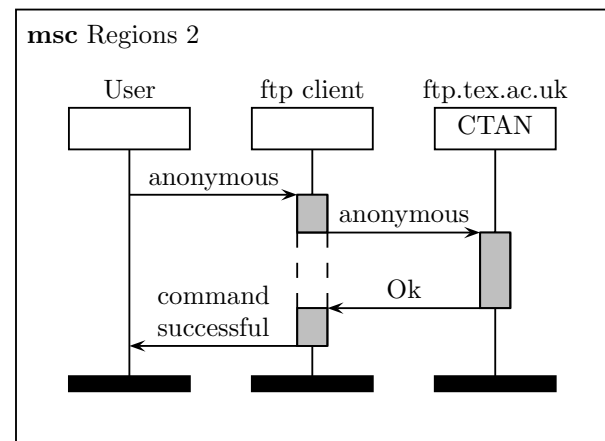 msc Regions 2
User
ftp client
ftp.tex.ac.uk
CTAN
anonymous
anonymous
Ok
command
successful